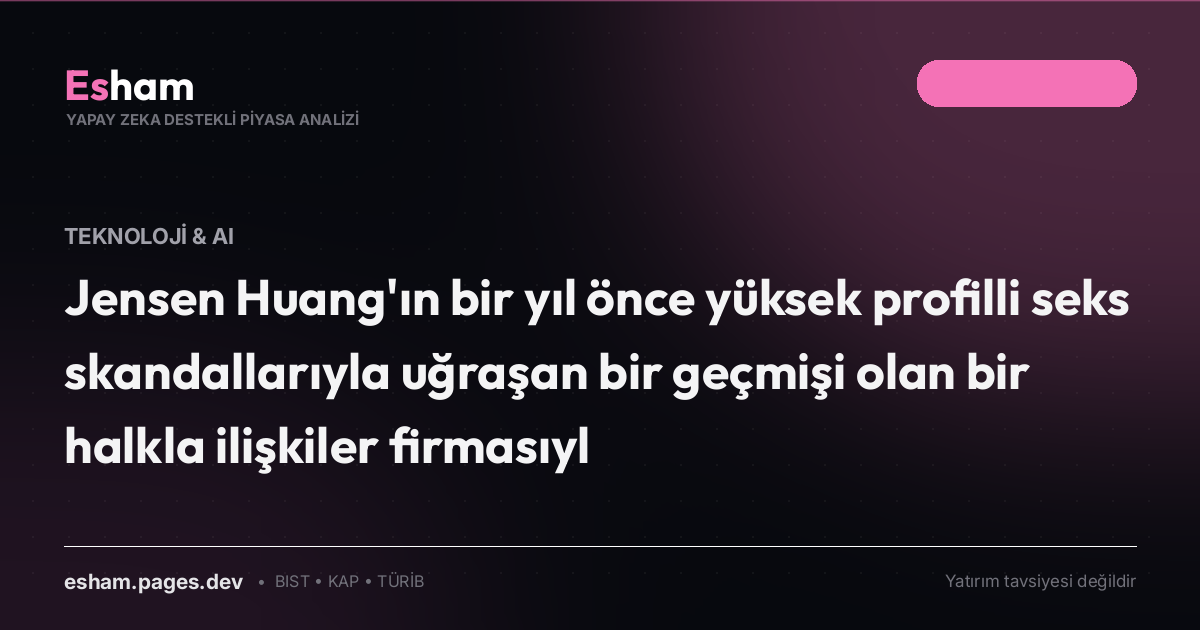 Esham
YAPAY ZEKA DESTEKLİ PİYASA ANALİZİ
TEKNOLOJİ & AI
Jensen Huang'ın bir yıl önce yüksek profilli seks
skandallarıyla uğraşan bir geçmişi olan bir
halkla ilişkiler firmasıyl
esham.pages.dev • BIST • KAP • TÜRİB
Yatırım tavsiyesi değildir